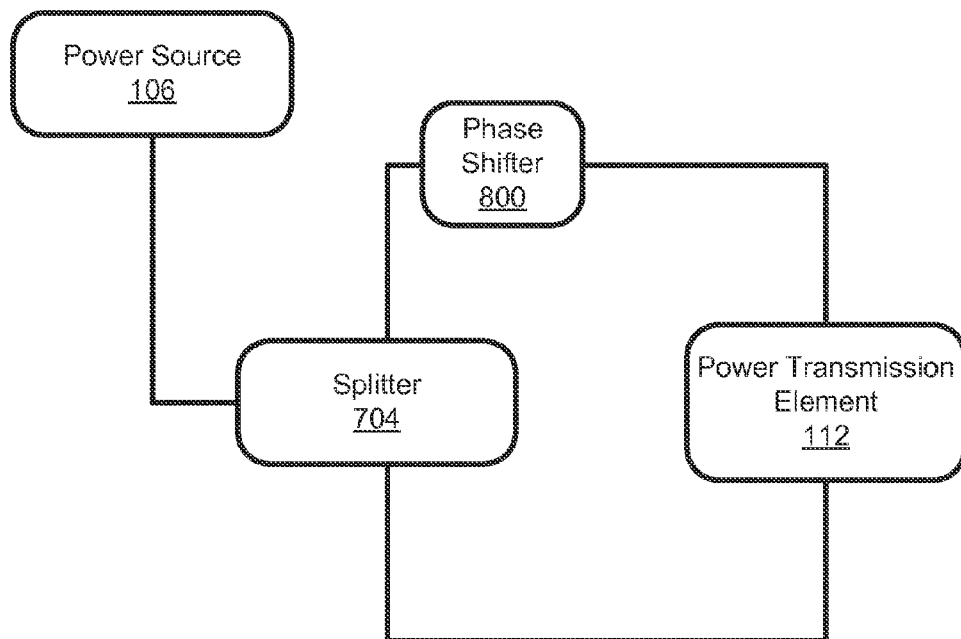 Power Source
106
Phase
Shifter
800
Splitter
704
Power Transmission
Element
112